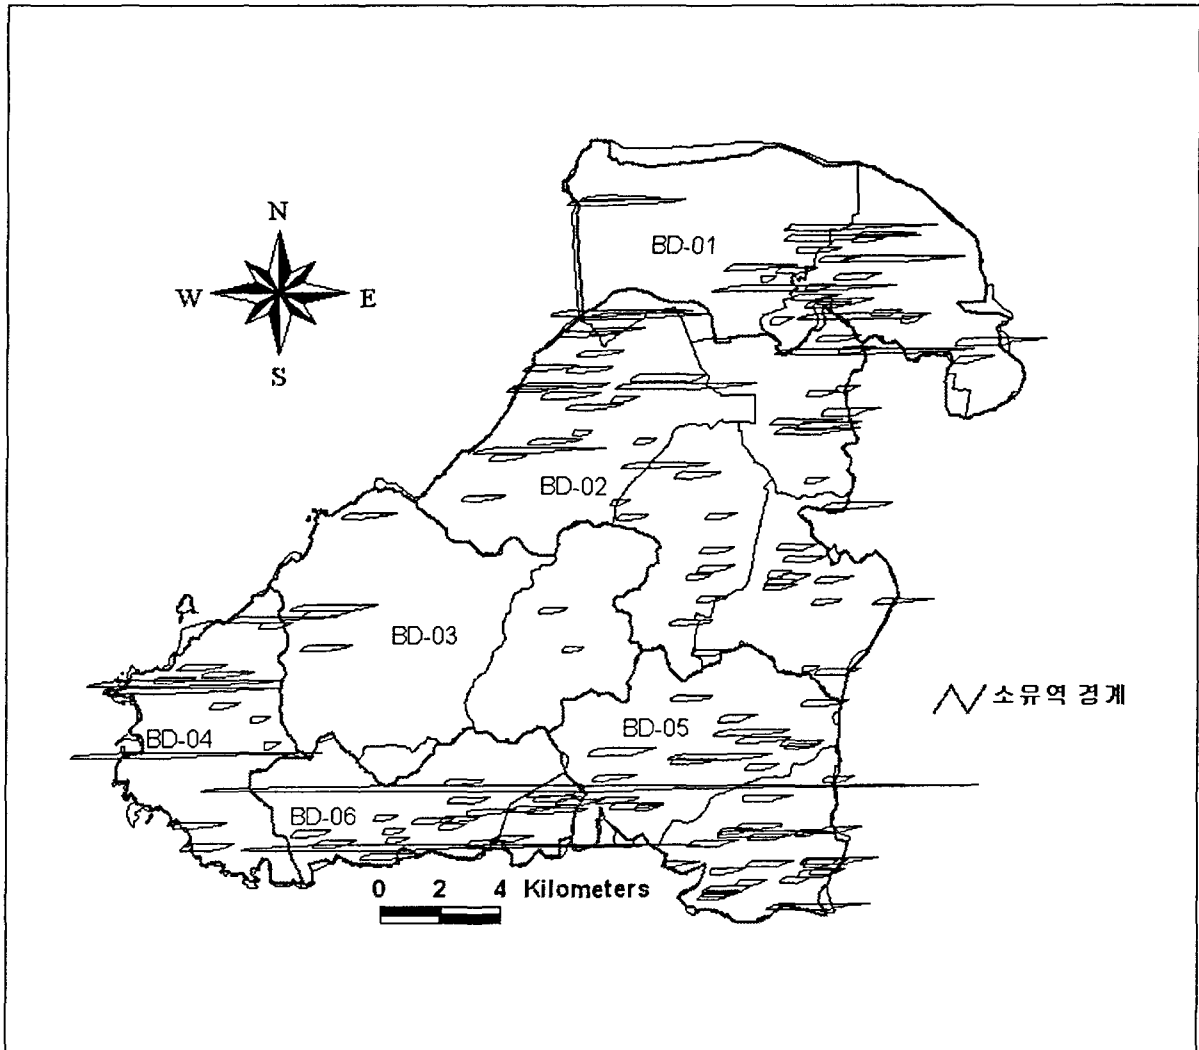 N
W E
S
BD-01
BD-02
BD-03
소유역 경계
BD-04
BD-05
BD-06
0 2 4 Kilometers